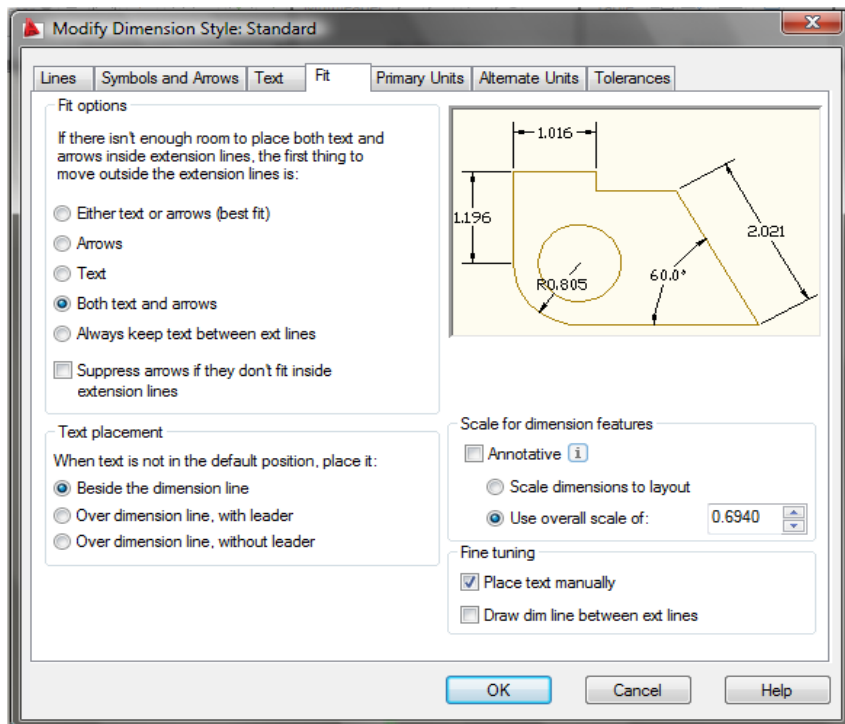 Modify Dimension Style: Standard
Lines Symbols and Arrows Text Fit Primary Units Alternate Units Tolerances
Fit options
If there isn't enough room to place both text and
arrows inside extension lines, the first thing to
move outside the extension lines is:
Either text or arrows (best fit)
Arrows
Text
Both text and arrows
Always keep text between ext lines
Suppress arrows if they don't fit inside
extension lines
Text placement
When text is not in the default position, place it:
Beside the dimension line
Over dimension line, with leader
Over dimension line, without leader
1.016
1.196
2.021
R0.805
60.0°
Scale for dimension features
Annotative i
Scale dimensions to layout
Use overall scale of: 0.6940
Fine tuning
Place text manually
Draw dim line between ext lines
OK Cancel Help